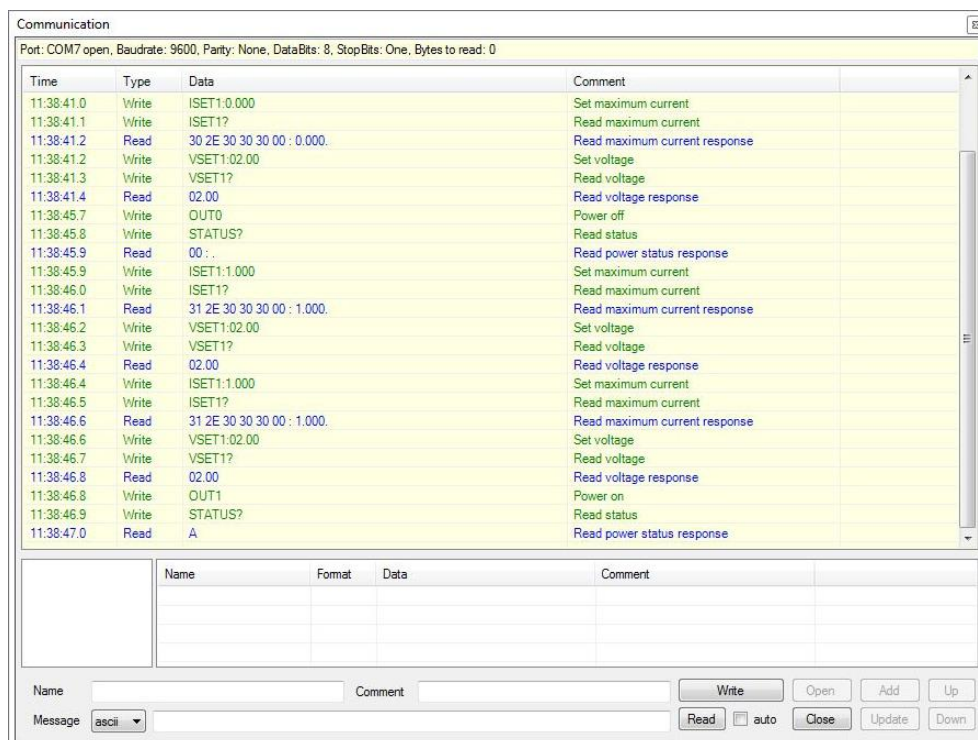 Communication
Port: COM7 open, Baudrate: 9600, Parity: None, DataBits: 8, StopBits: One, Bytes to read: 0
Time Type Data Comment
11:38:41.0 Write ISET1:0.000 Set maximum current
11:38:41.1 Write ISET1? Read maximum current
11:38:41.2 Read 30 2E 30 30 30 00 : 0.000. Read maximum current response
11:38:41.2 Write VSET1:02.00 Set voltage
11:38:41.3 Write VSET1? Read voltage
11:38:41.4 Read 02.00 Read voltage response
11:38:45.7 Write OUT0 Power off
11:38:45.8 Write STATUS? Read status
11:38:45.9 Read 00 : . Read power status response
11:38:45.9 Write ISET1:1.000 Set maximum current
11:38:46.0 Write ISET1? Read maximum current
11:38:46.1 Read 31 2E 30 30 30 00 : 1.000. Read maximum current response
11:38:46.2 Write VSET1:02.00 Set voltage
11:38:46.3 Write VSET1? Read voltage
11:38:46.4 Read 02.00 Read voltage response
11:38:46.4 Write ISET1:1.000 Set maximum current
11:38:46.5 Write ISET1? Read maximum current
11:38:46.6 Read 31 2E 30 30 30 00 : 1.000. Read maximum current response
11:38:46.6 Write VSET1:02.00 Set voltage
11:38:46.7 Write VSET1? Read voltage
11:38:46.8 Read 02.00 Read voltage response
11:38:46.8 Write OUT1 Power on
11:38:46.9 Write STATUS? Read status
11:38:47.0 Read A Read power status response
Name Format Data Comment
Name Comment Write Open Add Up
Message ascii Read auto Close Update Down